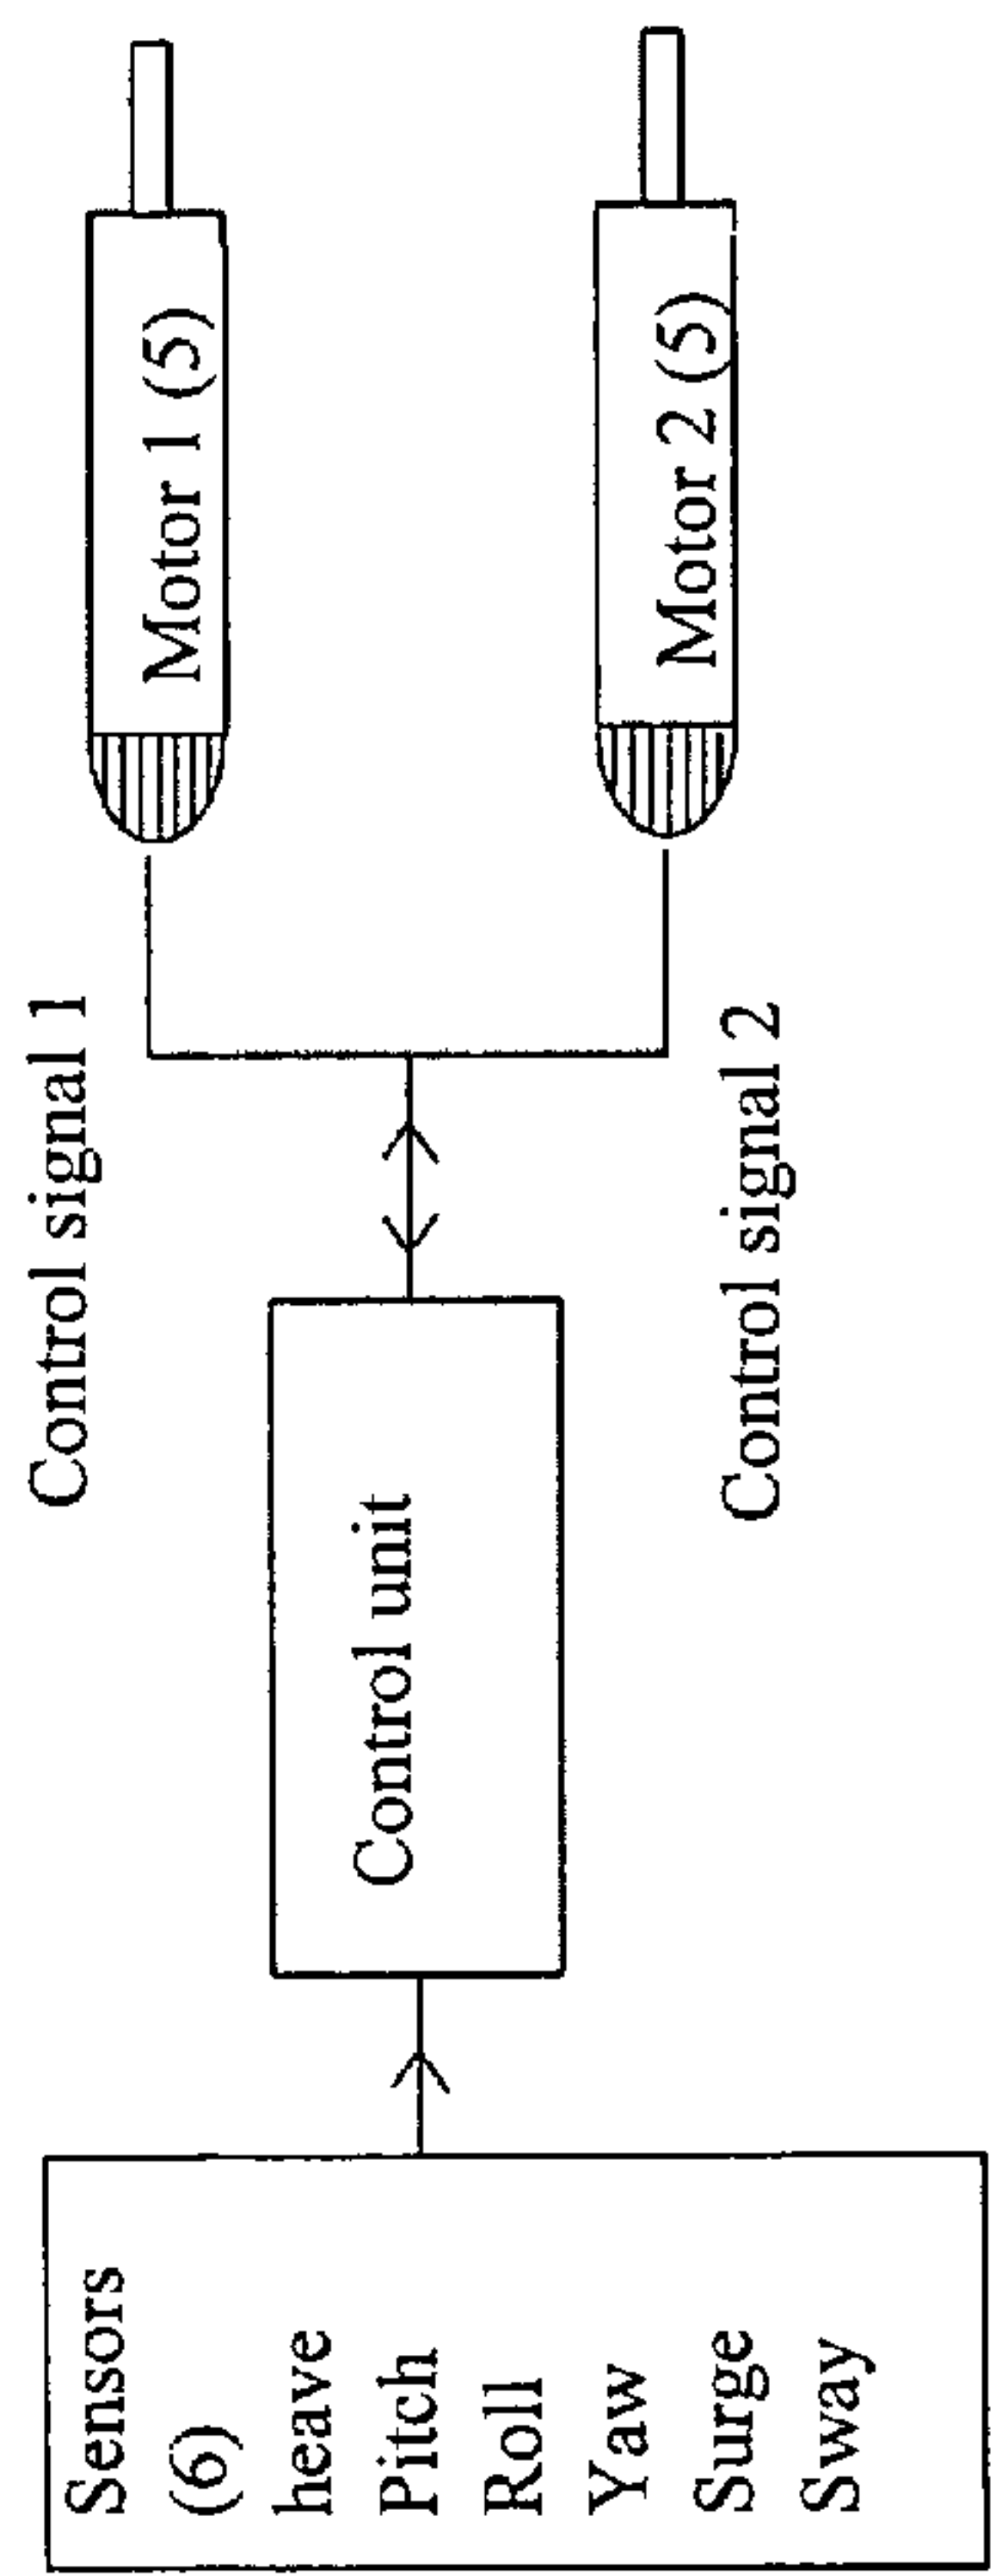 Sensors
(6)
heave
Pitch
Roll
Yaw
Surge
Sway
Control unit
Control signal 1
Control signal 2
Motor 1 (5)
Motor 2 (5)